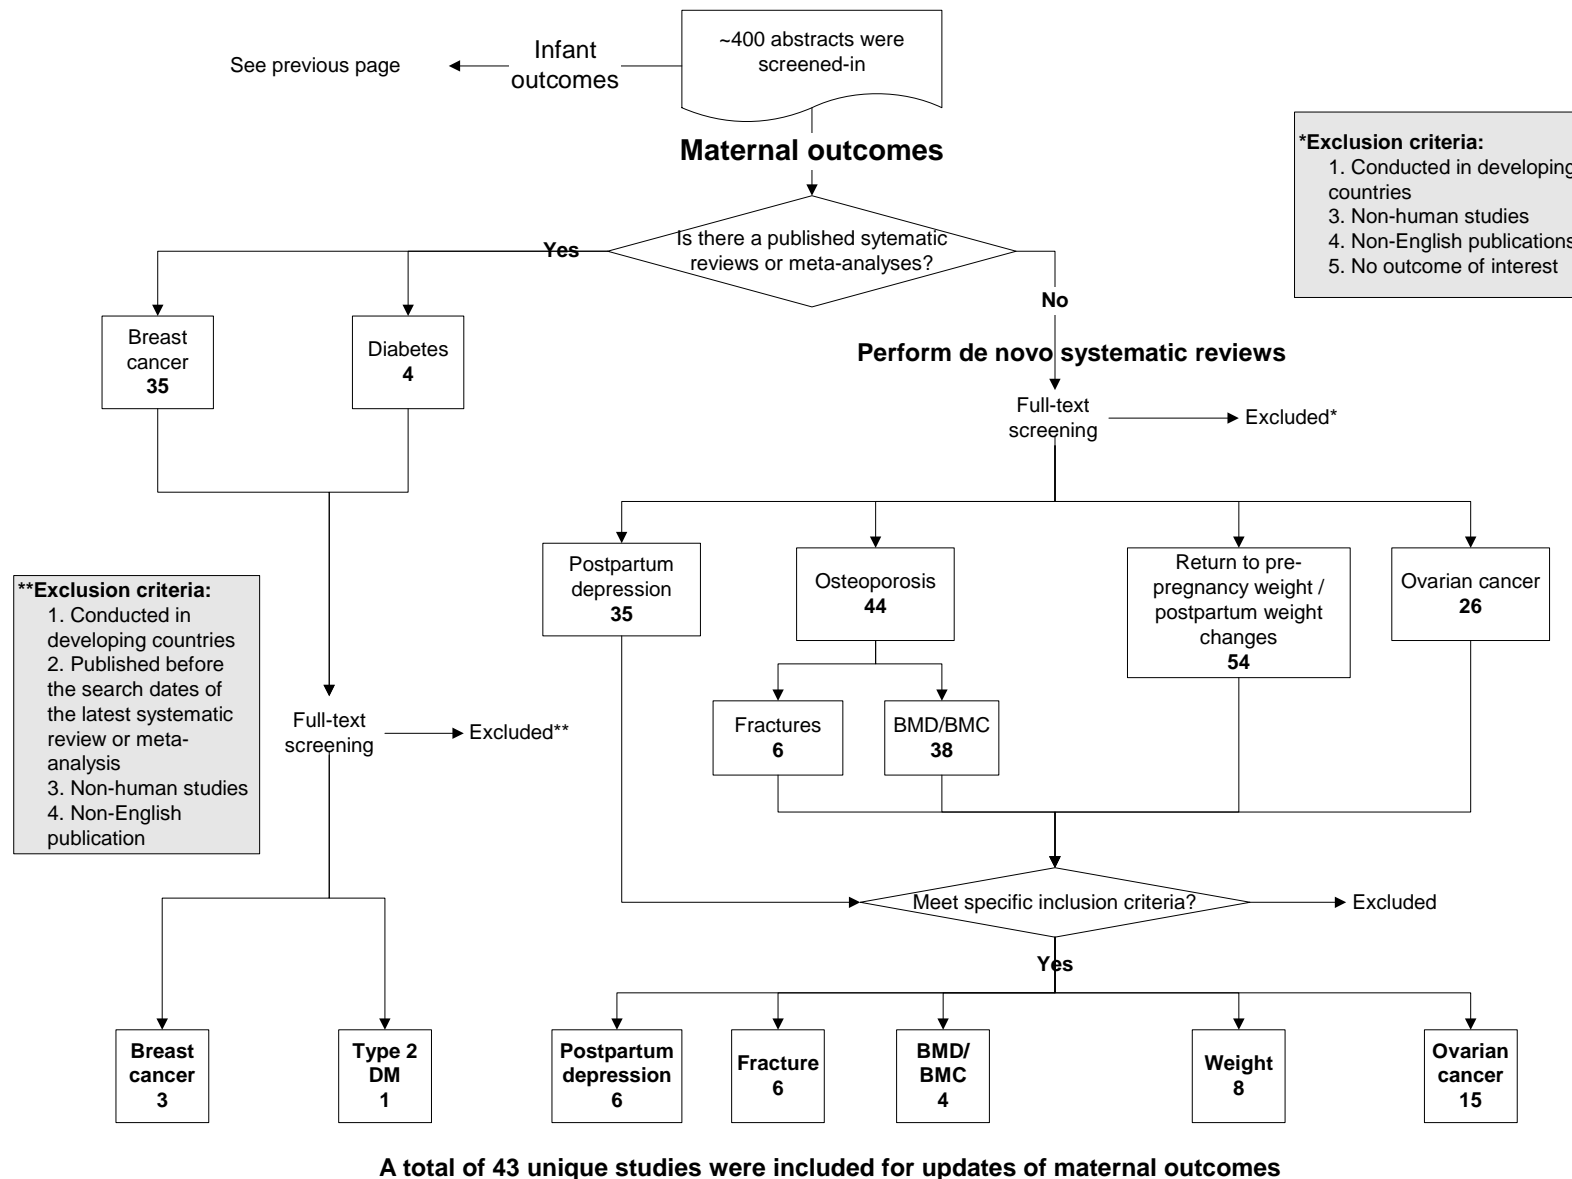 ~400 abstracts were
screened-in
Infant
outcomes
See previous page
Maternal outcomes
*Exclusion criteria:
1. Conducted in developing
countries
3. Non-human studies
4. Non-English publications
5. No outcome of interest
Is there a published sytematic
reviews or meta-analyses?
Yes
No
Breast
cancer
35
Diabetes
4
Perform de novo systematic reviews
Full-text
screening
Excluded*
Postpartum
depression
35
Osteoporosis
44
Return to pre-
pregnancy weight /
postpartum weight
changes
54
Ovarian cancer
26
**Exclusion criteria:
1. Conducted in
developing countries
2. Published before
the search dates of
the latest systematic
review or meta-
analysis
3. Non-human studies
4. Non-English
publication
Full-text
screening
Excluded**
Fractures
6
BMD/BMC
38
Meet specific inclusion criteria?
Excluded
Yes
Breast
cancer
3
Type 2
DM
1
Postpartum
depression
6
Fracture
6
BMD/
BMC
4
Weight
8
Ovarian
cancer
15
A total of 43 unique studies were included for updates of maternal outcomes